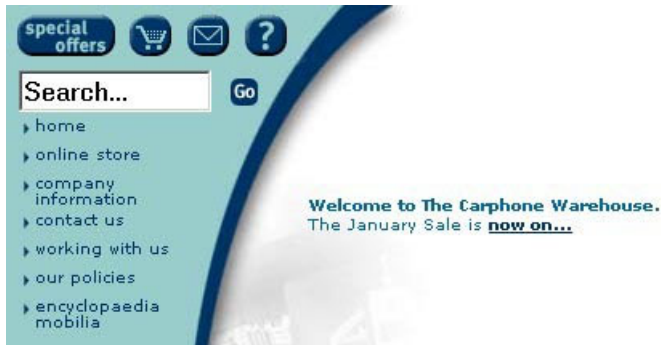 special
offers
?
Search...
Go
home
online store
company
information
contact us
working with us
our policies
encyclopaedia
mobilia
Welcome to The Carphone Warehouse.
The January Sale is now on...